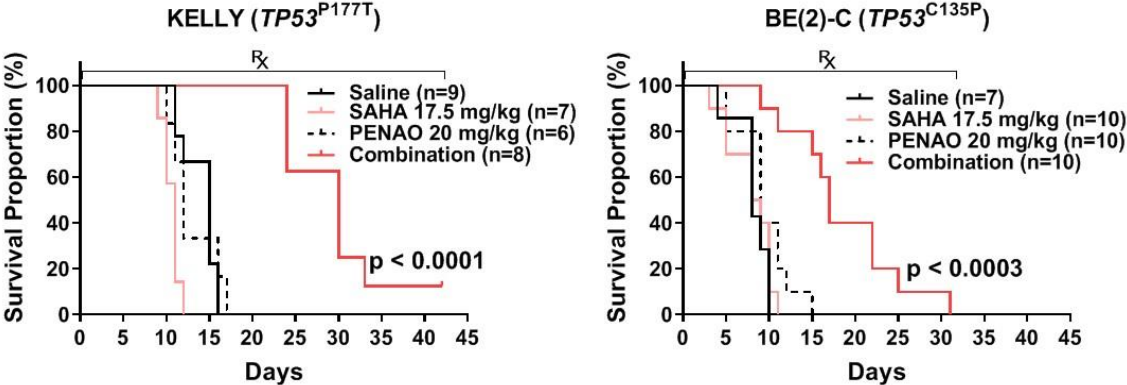 KELLY (TP53P177T)
Rx
Survival Proportion (%)
100
80
60
40
20
0
Saline (n=9)
SAHA 17.5 mg/kg (n=7)
PENAO 20 mg/kg (n=6)
Combination (n=8)
p < 0.0001
0 5 10 15 20 25 30 35 40 45
Days
BE(2)-C (TP53C135P)
Rx
Survival Proportion (%)
100
80
60
40
20
0
Saline (n=7)
SAHA 17.5 mg/kg (n=10)
PENAO 20 mg/kg (n=10)
Combination (n=10)
p < 0.0003
0 5 10 15 20 25 30 35 40 45
Days